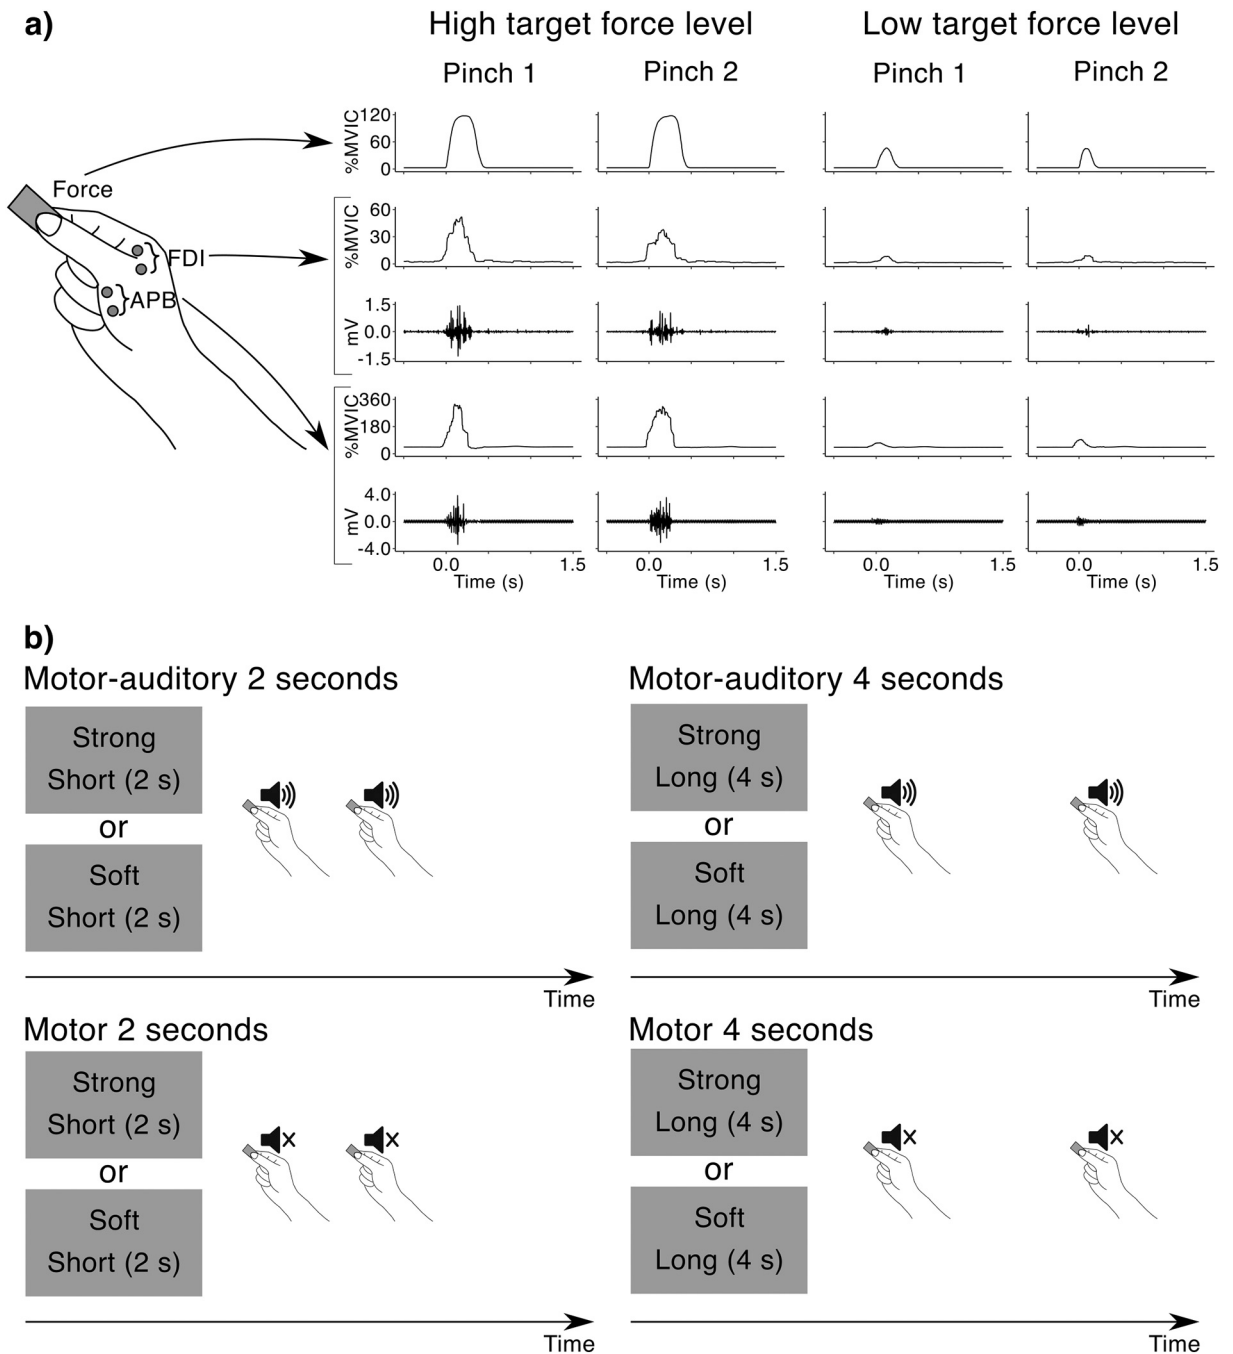 a)
High target force level
Low target force level
Pinch 1
Pinch 2
Pinch 1
Pinch 2
Force
FDI
APB
%MVIC
120
60
0
%MVIC
60
30
0
mV
1.5
0.0
-1.5
%MVIC
360
180
0
mV
4.0
0.0
-4.0
0.0
1.5
0.0
1.5
0.0
1.5
0.0
1.5
Time (s)
Time (s)
Time (s)
Time (s)
b)
Motor-auditory 2 seconds
Strong
Short (2 s)
or
Soft
Short (2 s)
Time
Motor-auditory 4 seconds
Strong
Long (4 s)
or
Soft
Long (4 s)
Time
Motor 2 seconds
Strong
Short (2 s)
or
Soft
Short (2 s)
Time
Motor 4 seconds
Strong
Long (4 s)
or
Soft
Long (4 s)
Time